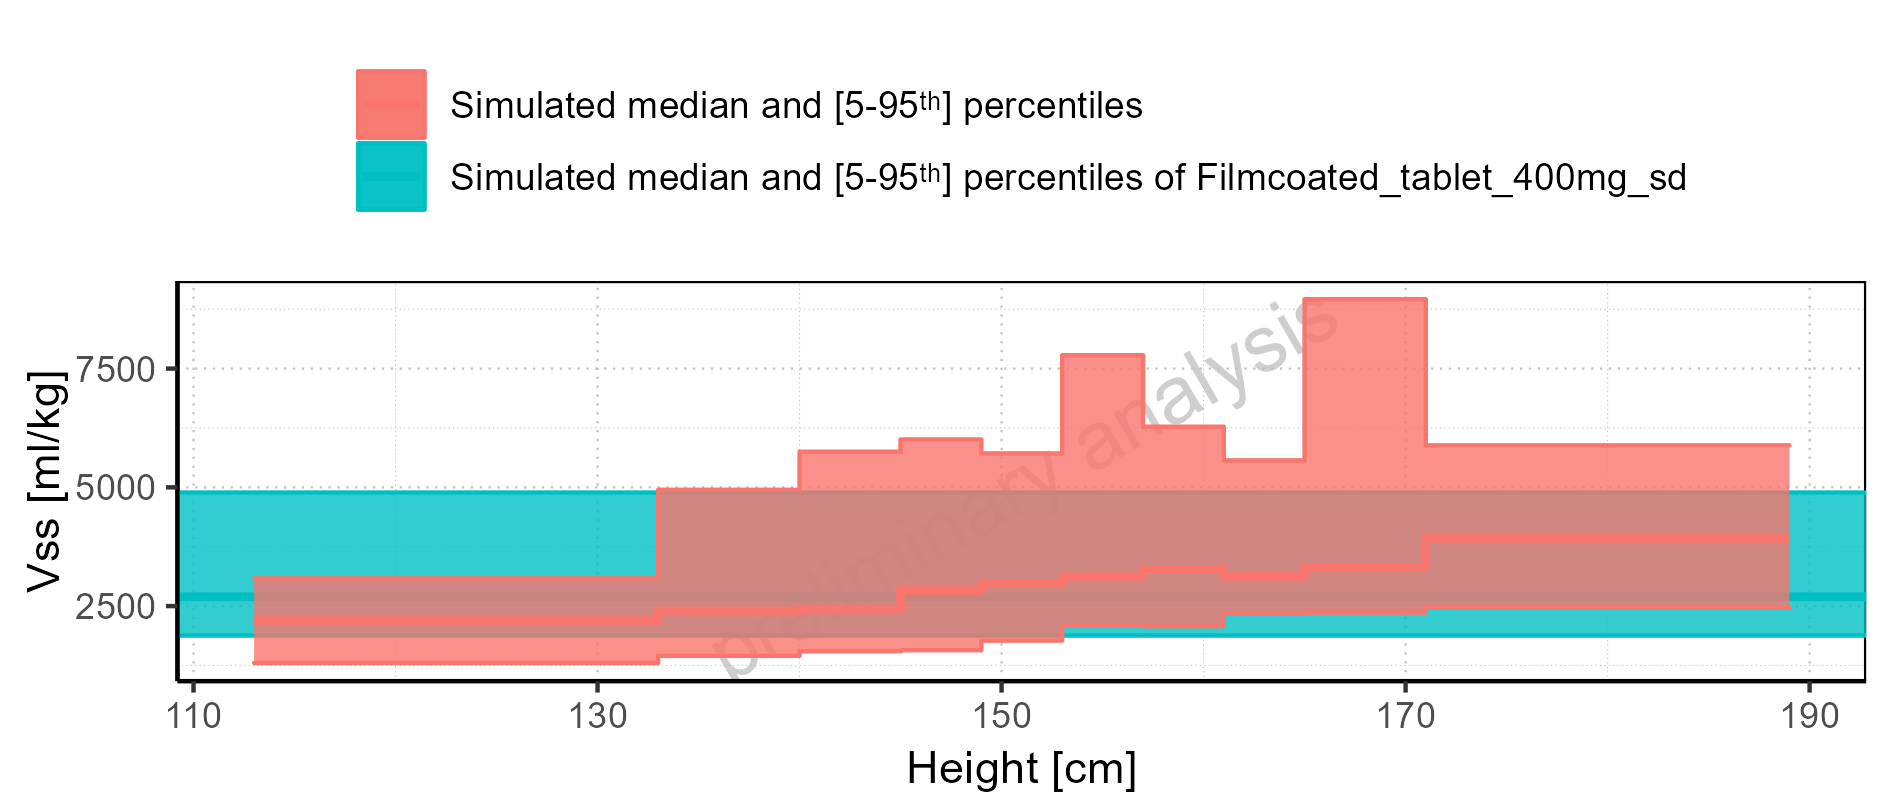 Simulated median and [5-95th] percentiles
Simulated median and [5-95th] percentiles of Filmcoated_tablet_400mg_sd
preliminary analysis
Vss [ml/kg]
7500
5000
2500
110 130 150 170 190
Height [cm]